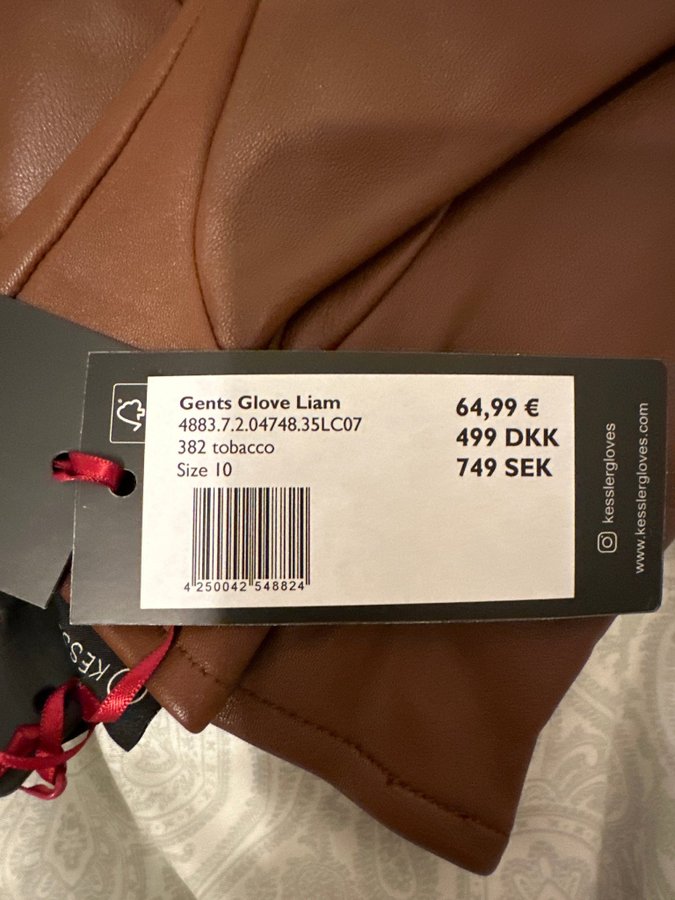 Gents Glove Liam
4883.7.2.04748.35LC07
382 tobacco
Size 10
64,99 €
499 DKK
749 SEK
4 250042 548824
kesslergloves
www.kesslergloves.com
KESS